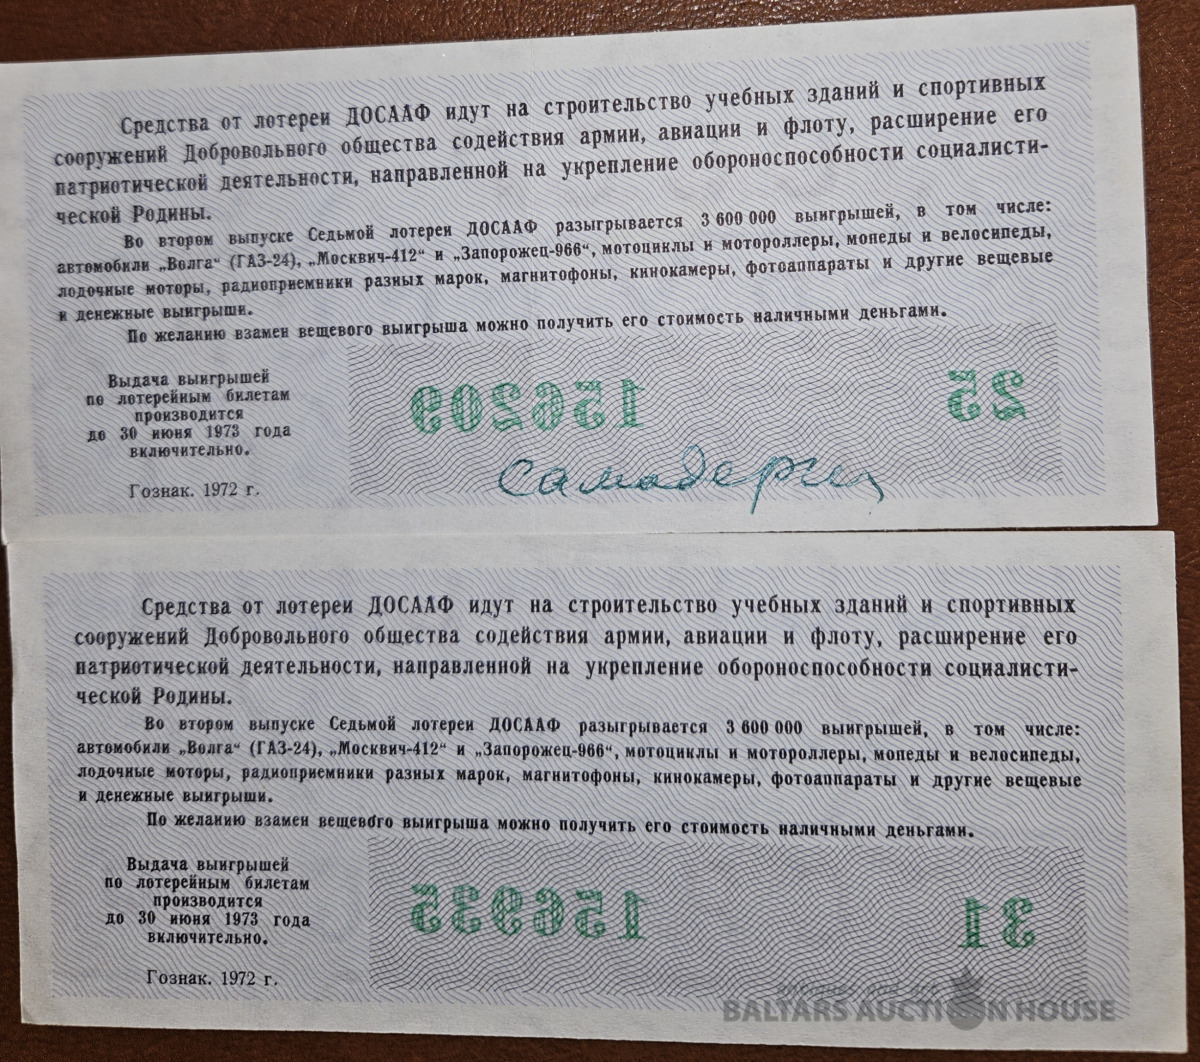 Средства от лотереи ДОСААФ идут на строительство учебных зданий и спортивных
сооружений Добровольного общества содействия армии, авиации и флоту, расширение его
патриотической деятельности, направленной на укрепление обороноспособности социалисти-
ческой Родины.
Во втором выпуске Седьмой лотереи ДОСААФ разыгрывается 3 600 000 выигрышей, в том числе:
автомобили „Волга“ (ГАЗ-24), „Москвич-412“ и „Запорожец-966“, мотоциклы и мотороллеры, мопеды и велосипеды,
лодочные моторы, радиоприемники разных марок, магнитофоны, кинокамеры, фотоаппараты и другие вещевые
и денежные выигрыши.
По желанию взамен вещевого выигрыша можно получить его стоимость наличными деньгами.
Выдача выигрышей
по лотерейным билетам
производится
до 30 июня 1973 года
включительно.
Гознак. 1972 г.
156209 25
Средства от лотереи ДОСААФ идут на строительство учебных зданий и спортивных
сооружений Добровольного общества содействия армии, авиации и флоту, расширение его
патриотической деятельности, направленной на укрепление обороноспособности социалисти-
ческой Родины.
Во втором выпуске Седьмой лотереи ДОСААФ разыгрывается 3 600 000 выигрышей, в том числе:
автомобили „Волга“ (ГАЗ-24), „Москвич-412“ и „Запорожец-966“, мотоциклы и мотороллеры, мопеды и велосипеды,
лодочные моторы, радиоприемники разных марок, магнитофоны, кинокамеры, фотоаппараты и другие вещевые
и денежные выигрыши.
По желанию взамен вещевого выигрыша можно получить его стоимость наличными деньгами.
Выдача выигрышей
по лотерейным билетам
производится
до 30 июня 1973 года
включительно.
Гознак. 1972 г.
156935 31
BALTARS AUCTION HOUSE